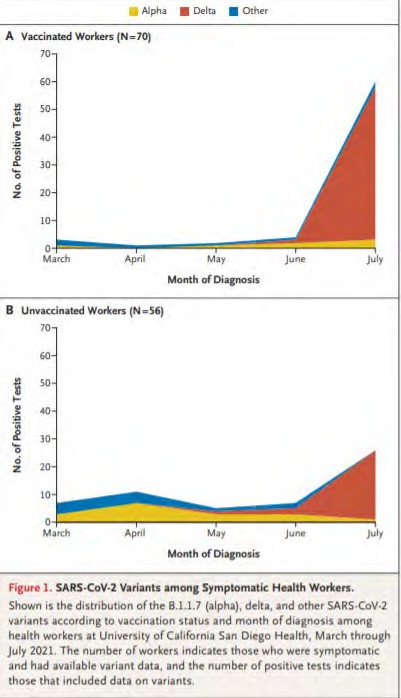 Alpha Delta Other
A Vaccinated Workers (N=70)
70
60
50
40
30
20
10
0
No. of Positive Tests
March April May June July
Month of Diagnosis
B Unvaccinated Workers (N=56)
70
60
50
40
30
20
10
0
No. of Positive Tests
March April May June July
Month of Diagnosis
Figure 1. SARS-CoV-2 Variants among Symptomatic Health Workers.
Shown is the distribution of the B.1.1.7 (alpha), delta, and other SARS-CoV-2
variants according to vaccination status and month of diagnosis among
health workers at University of California San Diego Health, March through
July 2021. The number of workers indicates those who were symptomatic
and had available variant data, and the number of positive tests indicates
those that included data on variants.